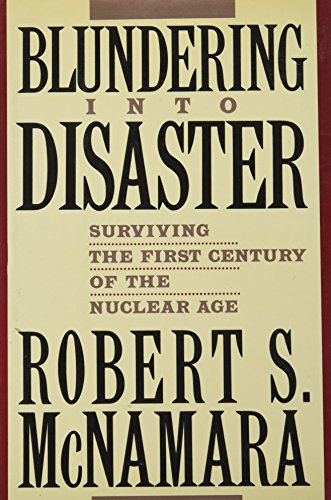 BLUNDERING
INTO
DISASTER
SURVIVING
THE FIRST CENTURY
OF THE
NUCLEAR AGE
ROBERT S.
McNAMARA